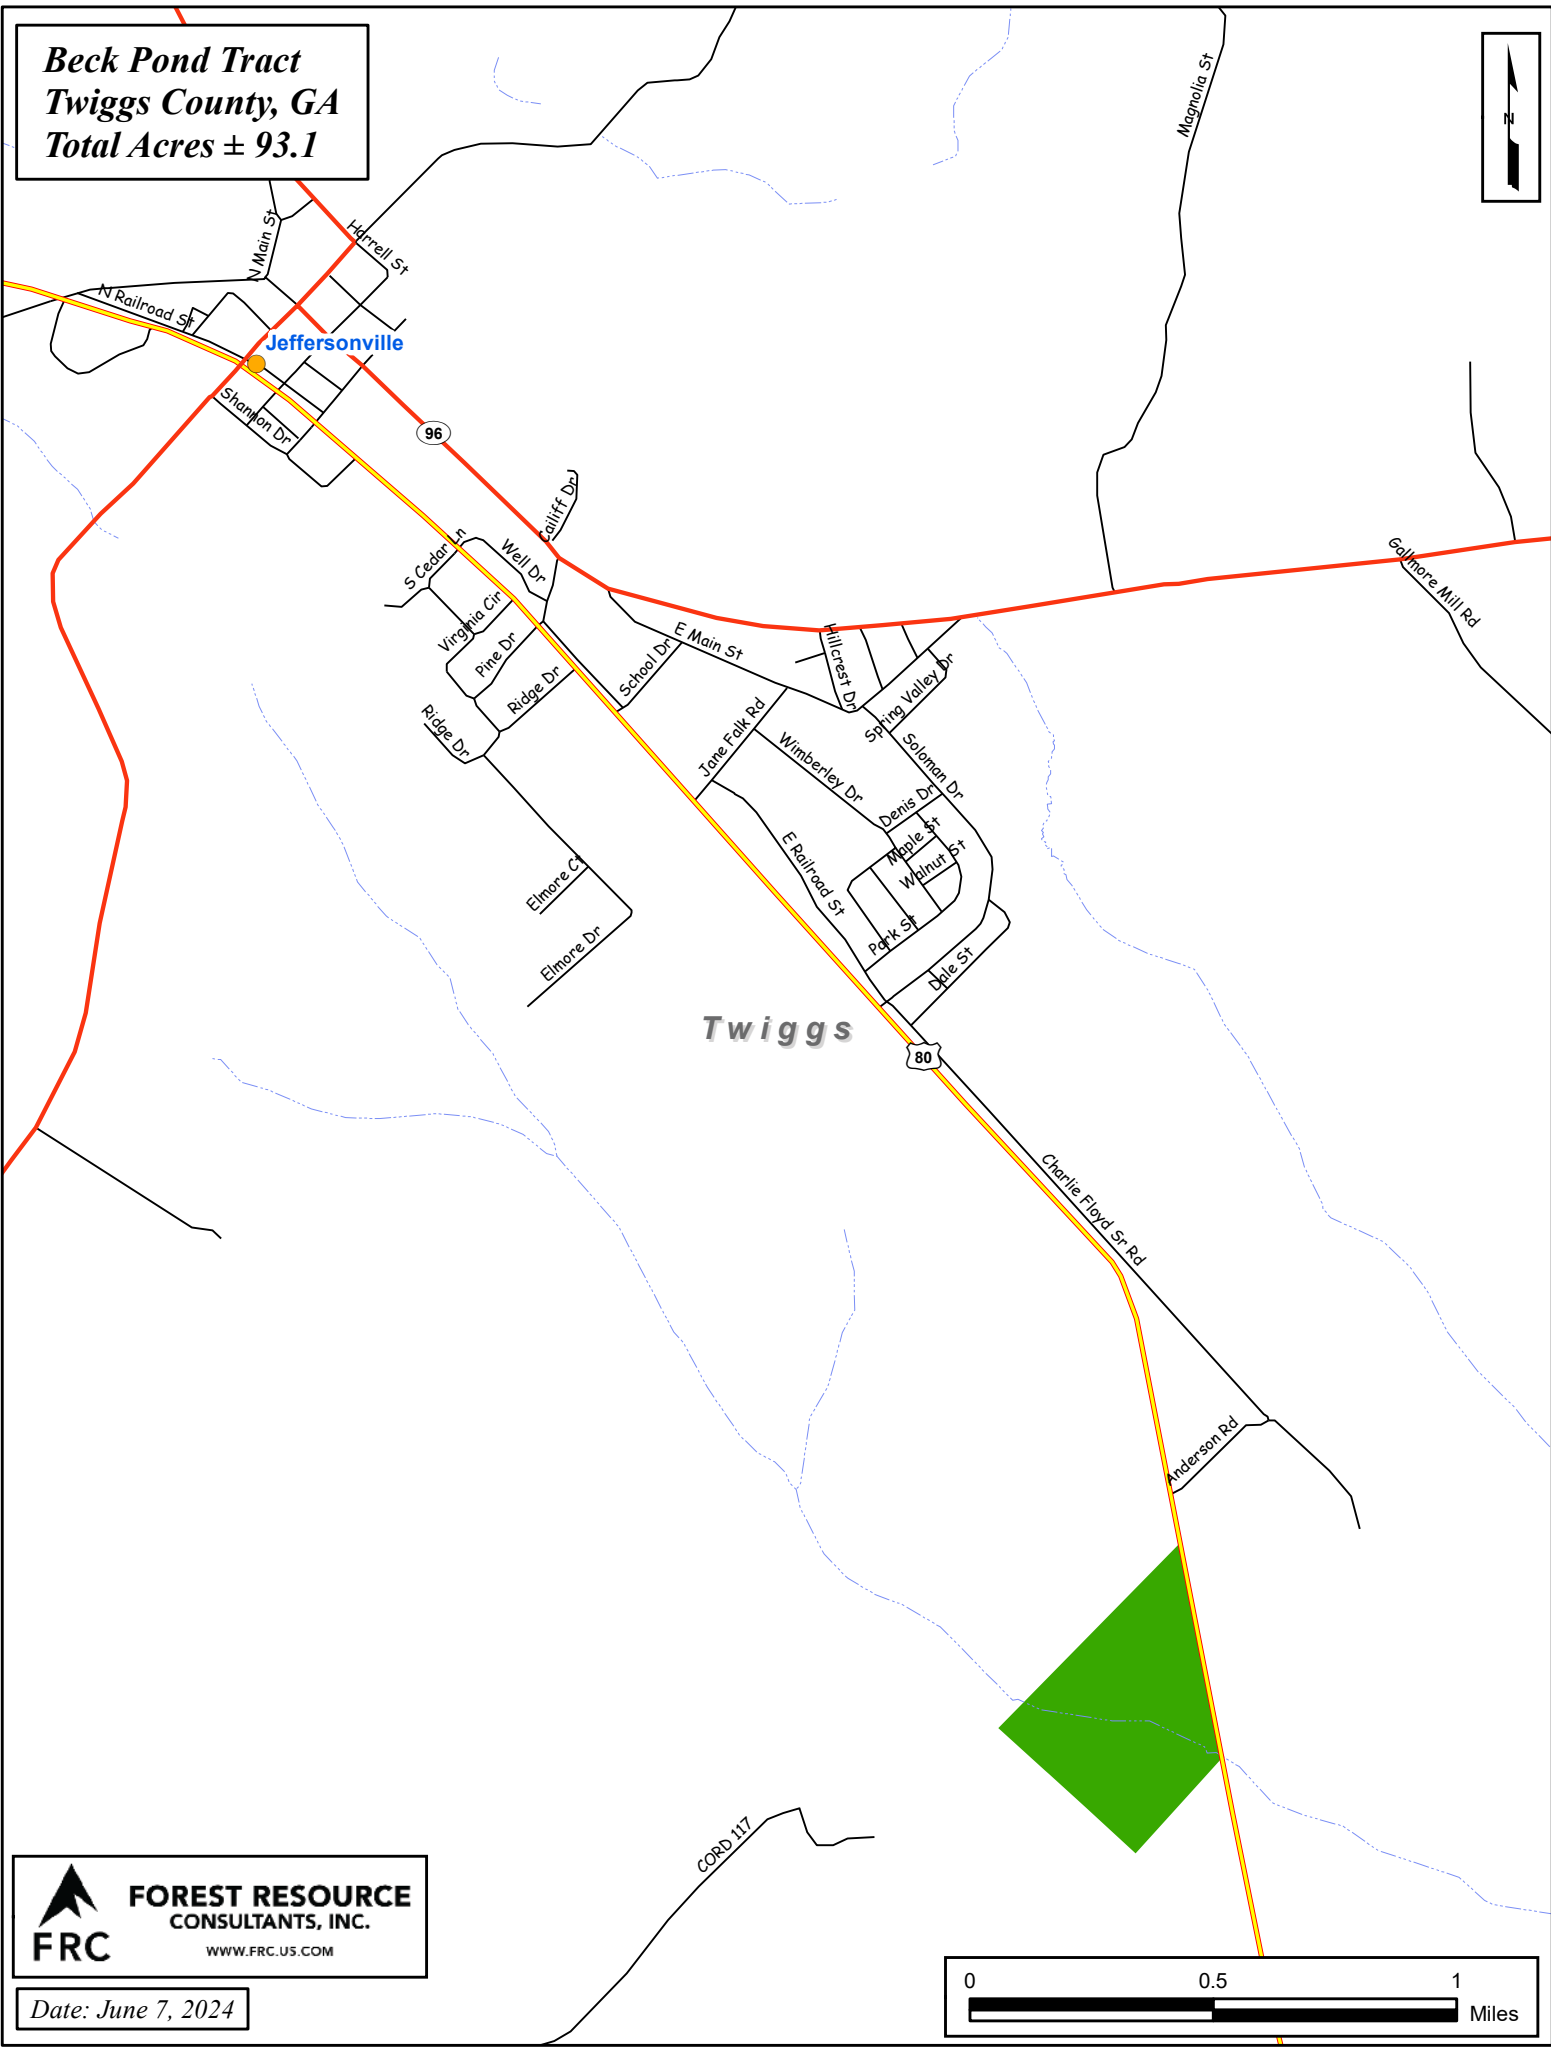 Beck Pond Tract
Twiggs County, GA
Total Acres ± 93.1
N
Magnolia St
N Main St
Harrell St
N Railroad St
Jeffersonville
Shannon Dr
96
Cailiff Dr
S Cedar Ln
Well Dr
Virginia Cir
Pine Dr
Ridge Dr
Ridge Dr
School Dr
E Main St
Hillcrest Dr
Spring Valley Dr
Gallmore Mill Rd
Jane Falk Rd
Wimberley Dr
Soloman Dr
Denis Dr
Maple St
Walnut St
E Railroad St
Park St
Dale St
Elmore Ct
Elmore Dr
Twiggs
80
Charlie Floyd Sr Rd
Anderson Rd
CORD 117
FRC
FOREST RESOURCE
CONSULTANTS, INC.
WWW.FRC.US.COM
Date: June 7, 2024
0 0.5 1
Miles